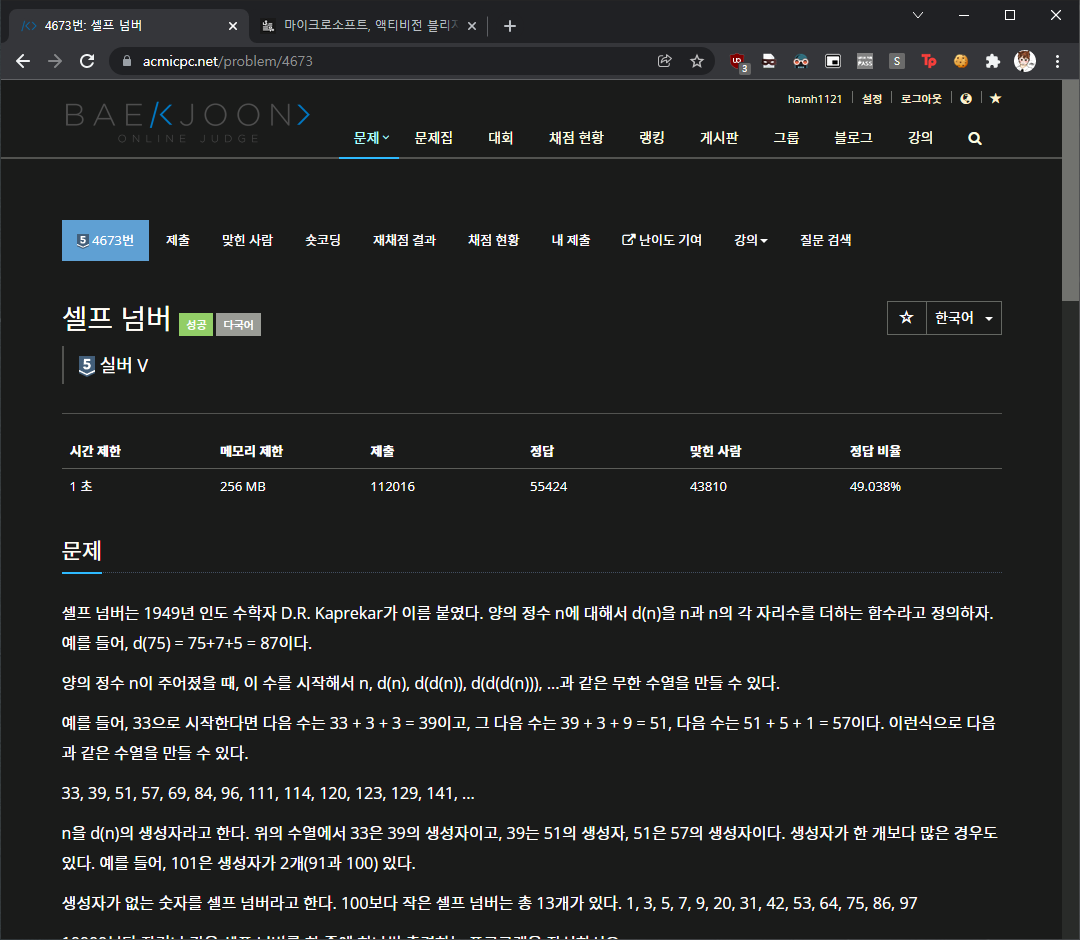 4673번: 셀프 넘버
마이크로소프트, 액티비전 블리자
acmicpc.net/problem/4673
3
hamh1121 설정 로그아웃
BAEKJOON>
ONLINE JUDGE
문제 문제집 대회 채점 현황 랭킹 게시판 그룹 블로그 강의
5 4673번 제출 맞힌 사람 숏코딩 재채점 결과 채점 현황 내 제출 난이도 기여 강의 질문 검색
셀프 넘버 성공 다국어
한국어
5 실버 V
시간 제한 메모리 제한 제출 정답 맞힌 사람 정답 비율
1 초 256 MB 112016 55424 43810 49.038%
문제
셀프 넘버는 1949년 인도 수학자 D.R. Kaprekar가 이름 붙였다. 양의 정수 n에 대해서 d(n)을 n과 n의 각 자리수를 더하는 함수라고 정의하자.
예를 들어, d(75) = 75+7+5 = 87이다.
양의 정수 n이 주어졌을 때, 이 수를 시작해서 n, d(n), d(d(n)), d(d(d(n))), ...과 같은 무한 수열을 만들 수 있다.
예를 들어, 33으로 시작한다면 다음 수는 33 + 3 + 3 = 39이고, 그 다음 수는 39 + 3 + 9 = 51, 다음 수는 51 + 5 + 1 = 57이다. 이런식으로 다음
과 같은 수열을 만들 수 있다.
33, 39, 51, 57, 69, 84, 96, 111, 114, 120, 123, 129, 141, ...
n을 d(n)의 생성자라고 한다. 위의 수열에서 33은 39의 생성자이고, 39는 51의 생성자, 51은 57의 생성자이다. 생성자가 한 개보다 많은 경우도
있다. 예를 들어, 101은 생성자가 2개(91과 100) 있다.
생성자가 없는 숫자를 셀프 넘버라고 한다. 100보다 작은 셀프 넘버는 총 13개가 있다. 1, 3, 5, 7, 9, 20, 31, 42, 53, 64, 75, 86, 97